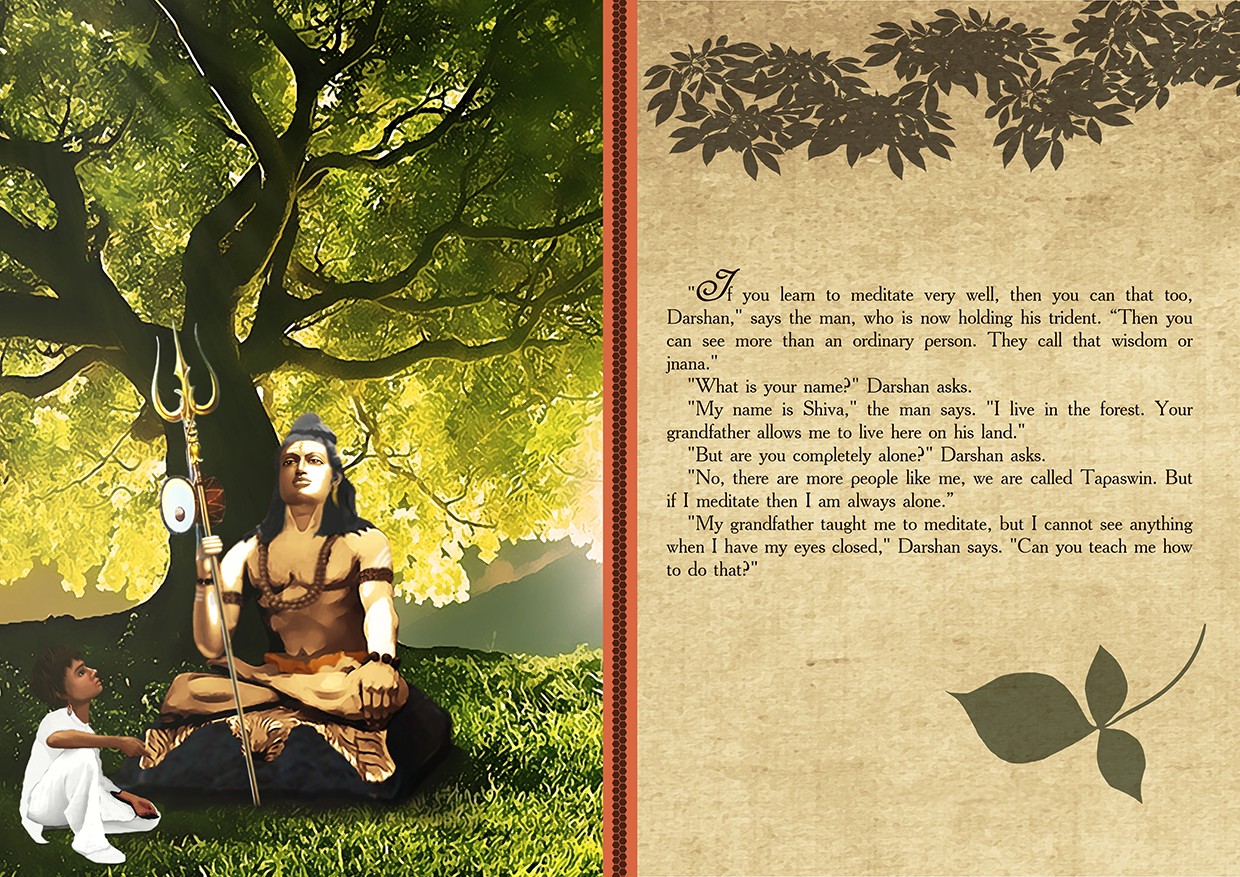 "If you learn to meditate very well, then you can that too,
Darshan," says the man, who is now holding his trident. “Then you
can see more than an ordinary person. They call that wisdom or
jnana."
"What is your name?" Darshan asks.
"My name is Shiva," the man says. "I live in the forest. Your
grandfather allows me to live here on his land."
"But are you completely alone?" Darshan asks.
"No, there are more people like me, we are called Tapaswin. But
if I meditate then I am always alone.”
"My grandfather taught me to meditate, but I cannot see anything
when I have my eyes closed," Darshan says. "Can you teach me how
to do that?"